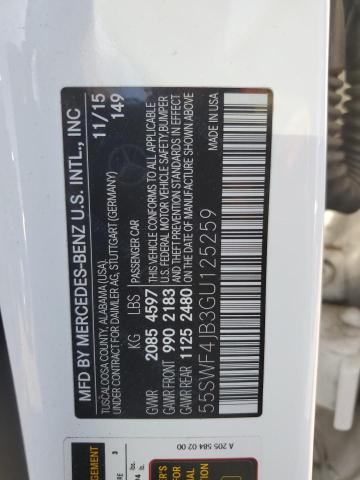 MFD BY MERCEDES-BENZ U.S. INTL., INC
TUSCALOOSA COUNTY, ALABAMA (USA).
CONTRACTED FOR DAIMLER AG, STUTTGART (GERMANY)
11/15
149
KG LBS PASSENGER CAR
GVWR 2085 4597
GAWR FRONT 990 2183
GAWR REAR 1125 2480
THIS VEHICLE CONFORMS TO ALL APPLICABLE
U.S. FEDERAL MOTOR VEHICLE SAFETY,BUMPER
AND THEFT PREVENTION STANDARDS IN EFFECT
ON THE DATE OF MANUFACTURE SHOWN ABOVE
55SWF4JB3GU125259
MADE IN USA
A 205 584 02 00